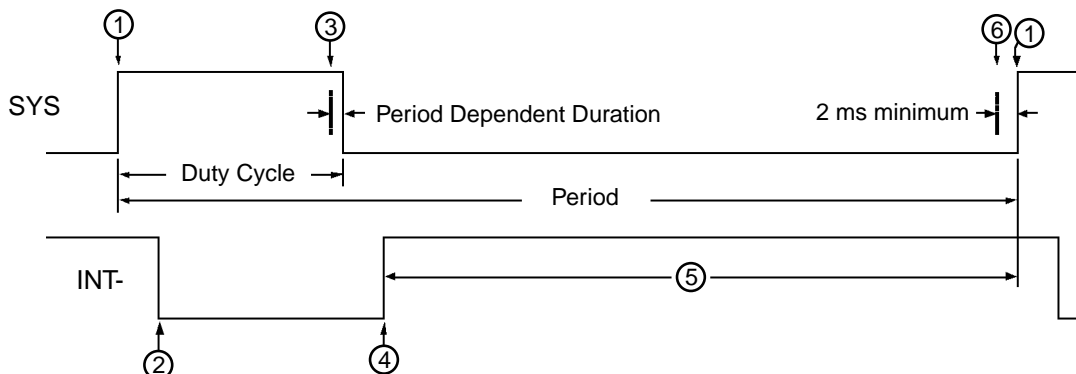 ① ③ ⑥ ①
SYS
Period Dependent Duration
2 ms minimum
Duty Cycle
Period
INT-
⑤
② ④